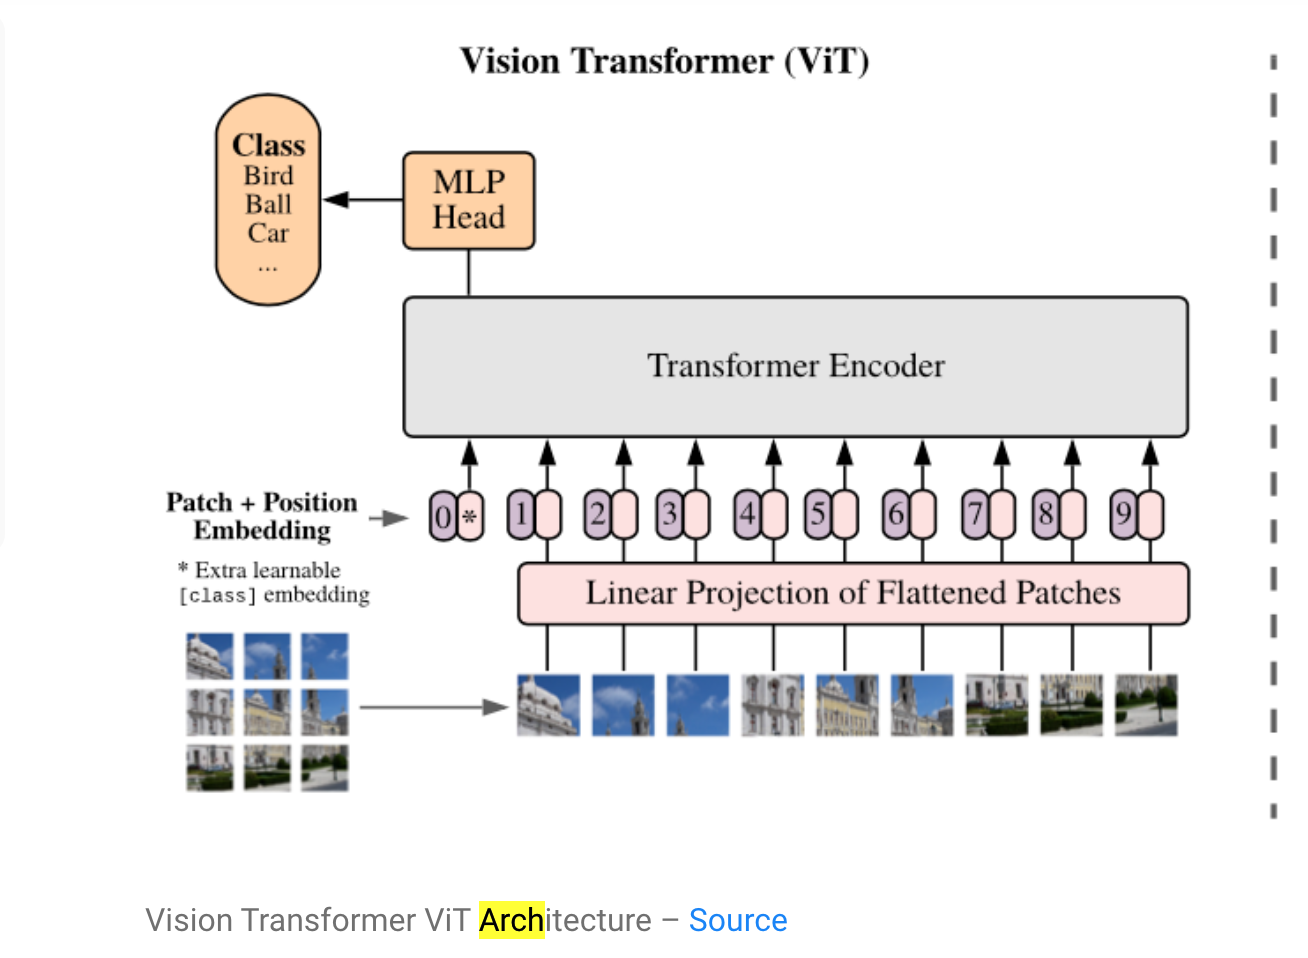 Vision Transformer (ViT)
Class
Bird
Ball
Car
...
MLP
Head
Transformer Encoder
Patch + Position
Embedding
0 * 1 2 3 4 5 6 7 8 9
* Extra learnable
[class] embedding
Linear Projection of Flattened Patches
Vision Transformer ViT Architecture – Source